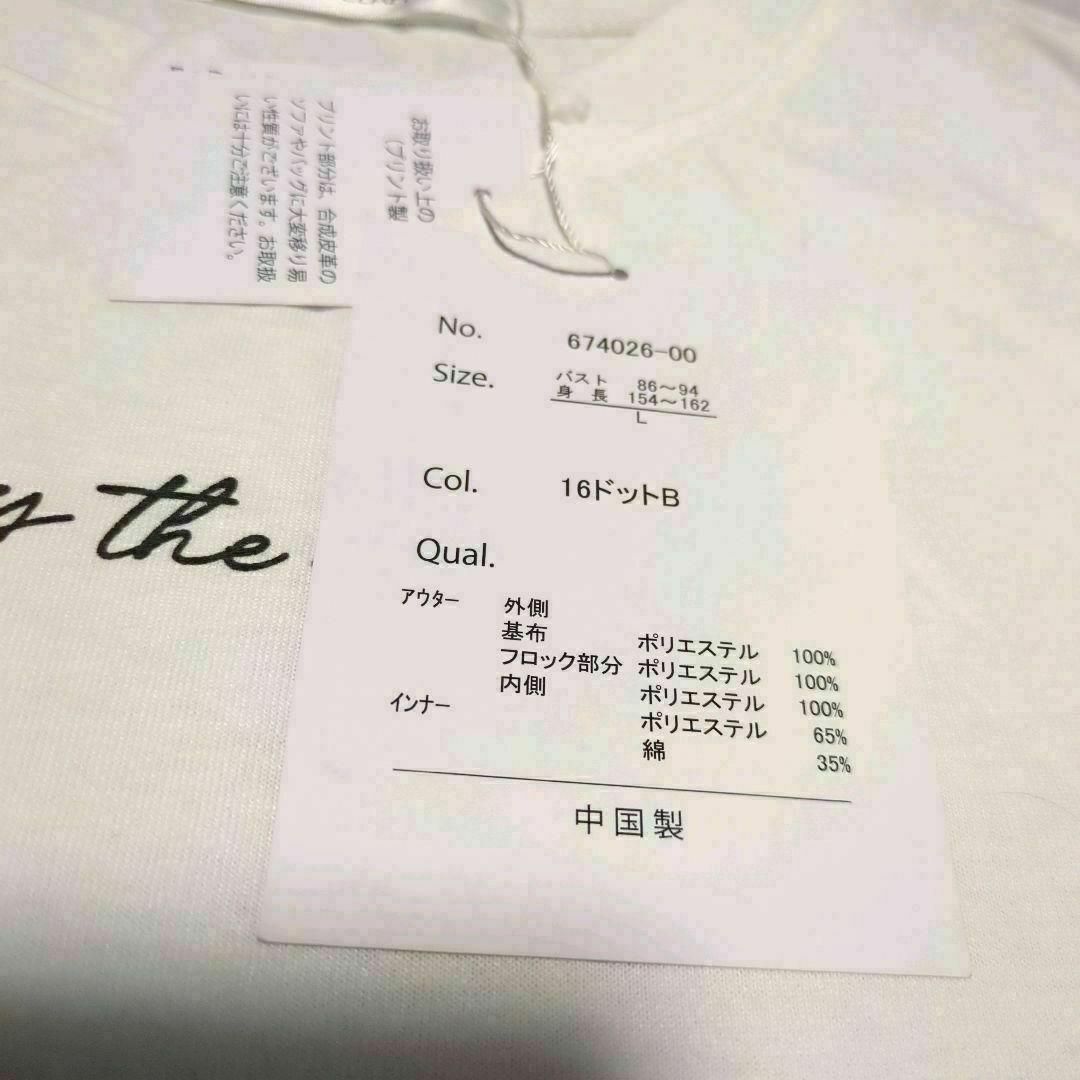 お取り扱い上の
(プリント製
プリント部分は、合成皮革の
ソファやバッグに大変移り易
い性質がございます。お取扱
いには十分ご注意ください。
No. 674026-00
Size. バスト 86～94
身 長 154～162
L
Col. 16ドットB
Qual.
アウター 外側
基布 ポリエステル 100%
フロック部分 ポリエステル 100%
内側 ポリエステル 100%
インナー ポリエステル 65%
綿 35%
中国製
the